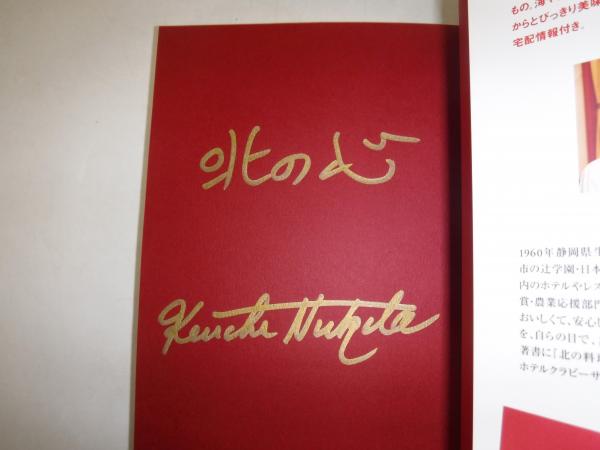 北の
Keiichi Nukita
もの。海や
からとびっきり美味
宅配情報付き。
1960年静岡県生
市の辻学園・日本
内のホテルや・レス
賞・農業応援部門
おいしくて、安心し
を、自らの目で、
著書に『北の料理
ホテルクラビーサ